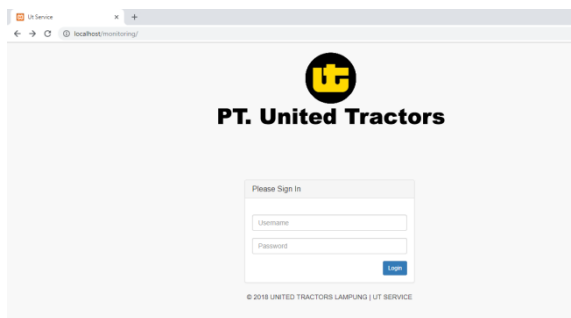 Ut Service
localhost/monitoring/
ut
PT. United Tractors
Please Sign In
Username
Password
Login
© 2018 UNITED TRACTORS LAMPUNG | UT SERVICE